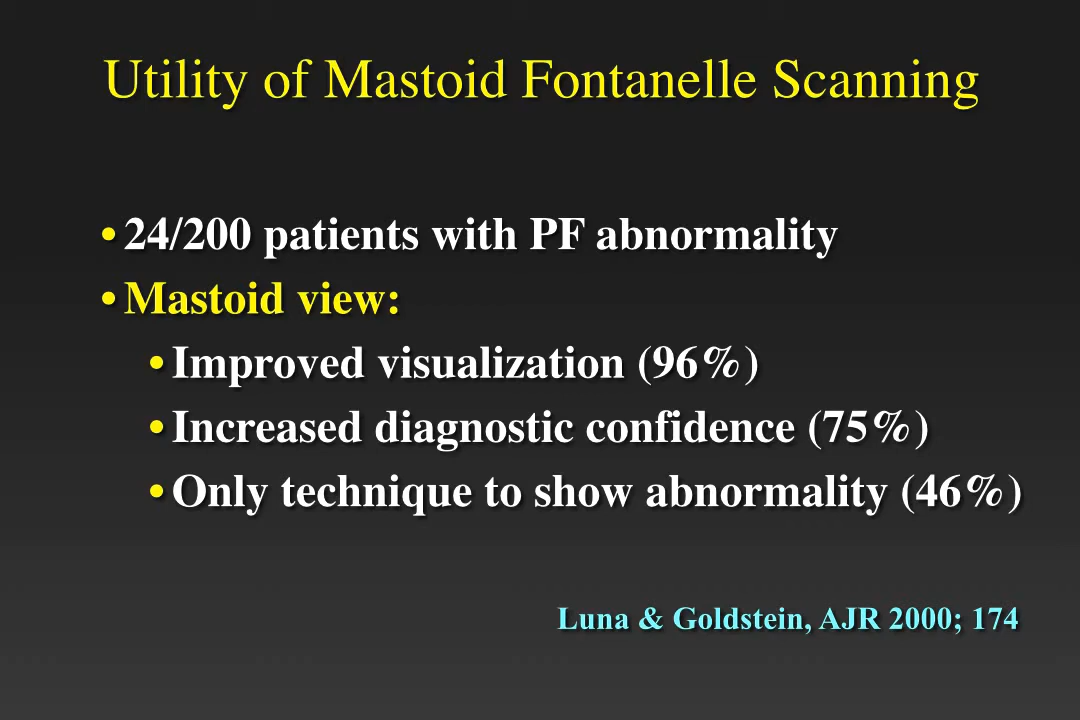 Utility of Mastoid Fontanelle Scanning
• 24/200 patients with PF abnormality
• Mastoid view:
• Improved visualization (96%)
• Increased diagnostic confidence (75%)
• Only technique to show abnormality (46%)
Luna & Goldstein, AJR 2000; 174